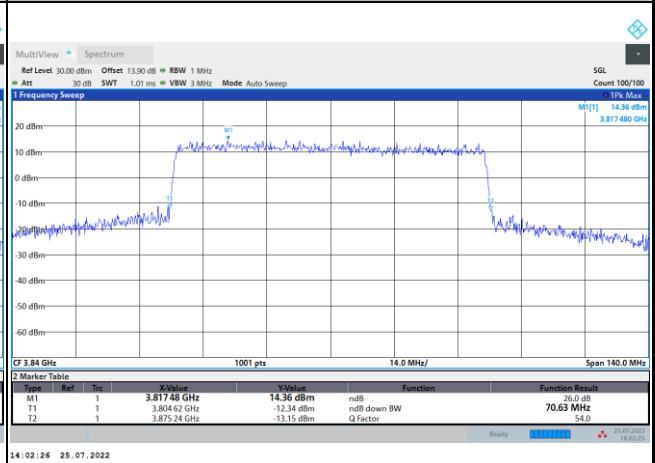 MultiView Spectrum
Ref Level 30.00 dBm Offset 13.90 dB RBW 1 MHz SGL
Att 30 dB SWT 1.01 ms VBW 3 MHz Mode Auto Sweep Count 100/100
1 Frequency Sweep 1Pk Max
M1[1] 14.36 dBm
3.817 480 GHz
20 dBm
M1
10 dBm
0 dBm
-10 dBm
-20 dBm
-30 dBm
-40 dBm
-50 dBm
-60 dBm
CF 3.84 GHz 1001 pts 14.0 MHz/ Span 140.0 MHz
2 Marker Table
Type Ref Trc X-Value Y-Value Function Function Result
M1 1 3.817 48 GHz 14.36 dBm ndB 26.0 dB
T1 1 3.804 62 GHz -12.34 dBm ndB down BW 70.63 MHz
T2 1 3.875 24 GHz -13.15 dBm Q Factor 54.0
Ready 25.07.2022
14:02:25
14:02:26 25.07.2022